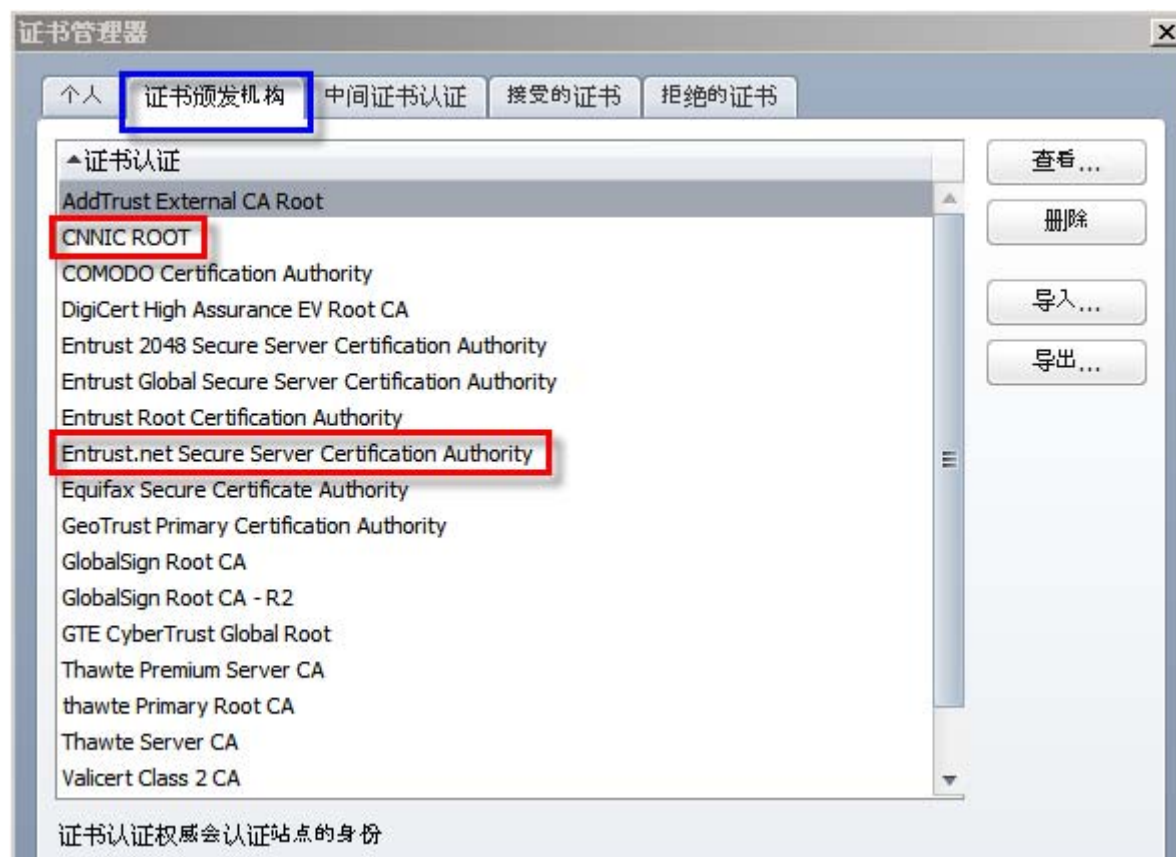 证书管理器
个人 证书颁发机构 中间证书认证 接受的证书 拒绝的证书
证书认证
AddTrust External CA Root
CNNIC ROOT
COMODO Certification Authority
DigiCert High Assurance EV Root CA
Entrust 2048 Secure Server Certification Authority
Entrust Global Secure Server Certification Authority
Entrust Root Certification Authority
Entrust.net Secure Server Certification Authority
Equifax Secure Certificate Authority
GeoTrust Primary Certification Authority
GlobalSign Root CA
GlobalSign Root CA - R2
GTE CyberTrust Global Root
Thawte Premium Server CA
thawte Primary Root CA
Thawte Server CA
Valicert Class 2 CA
查看...
删除
导入...
导出...
证书认证权威会认证站点的身份